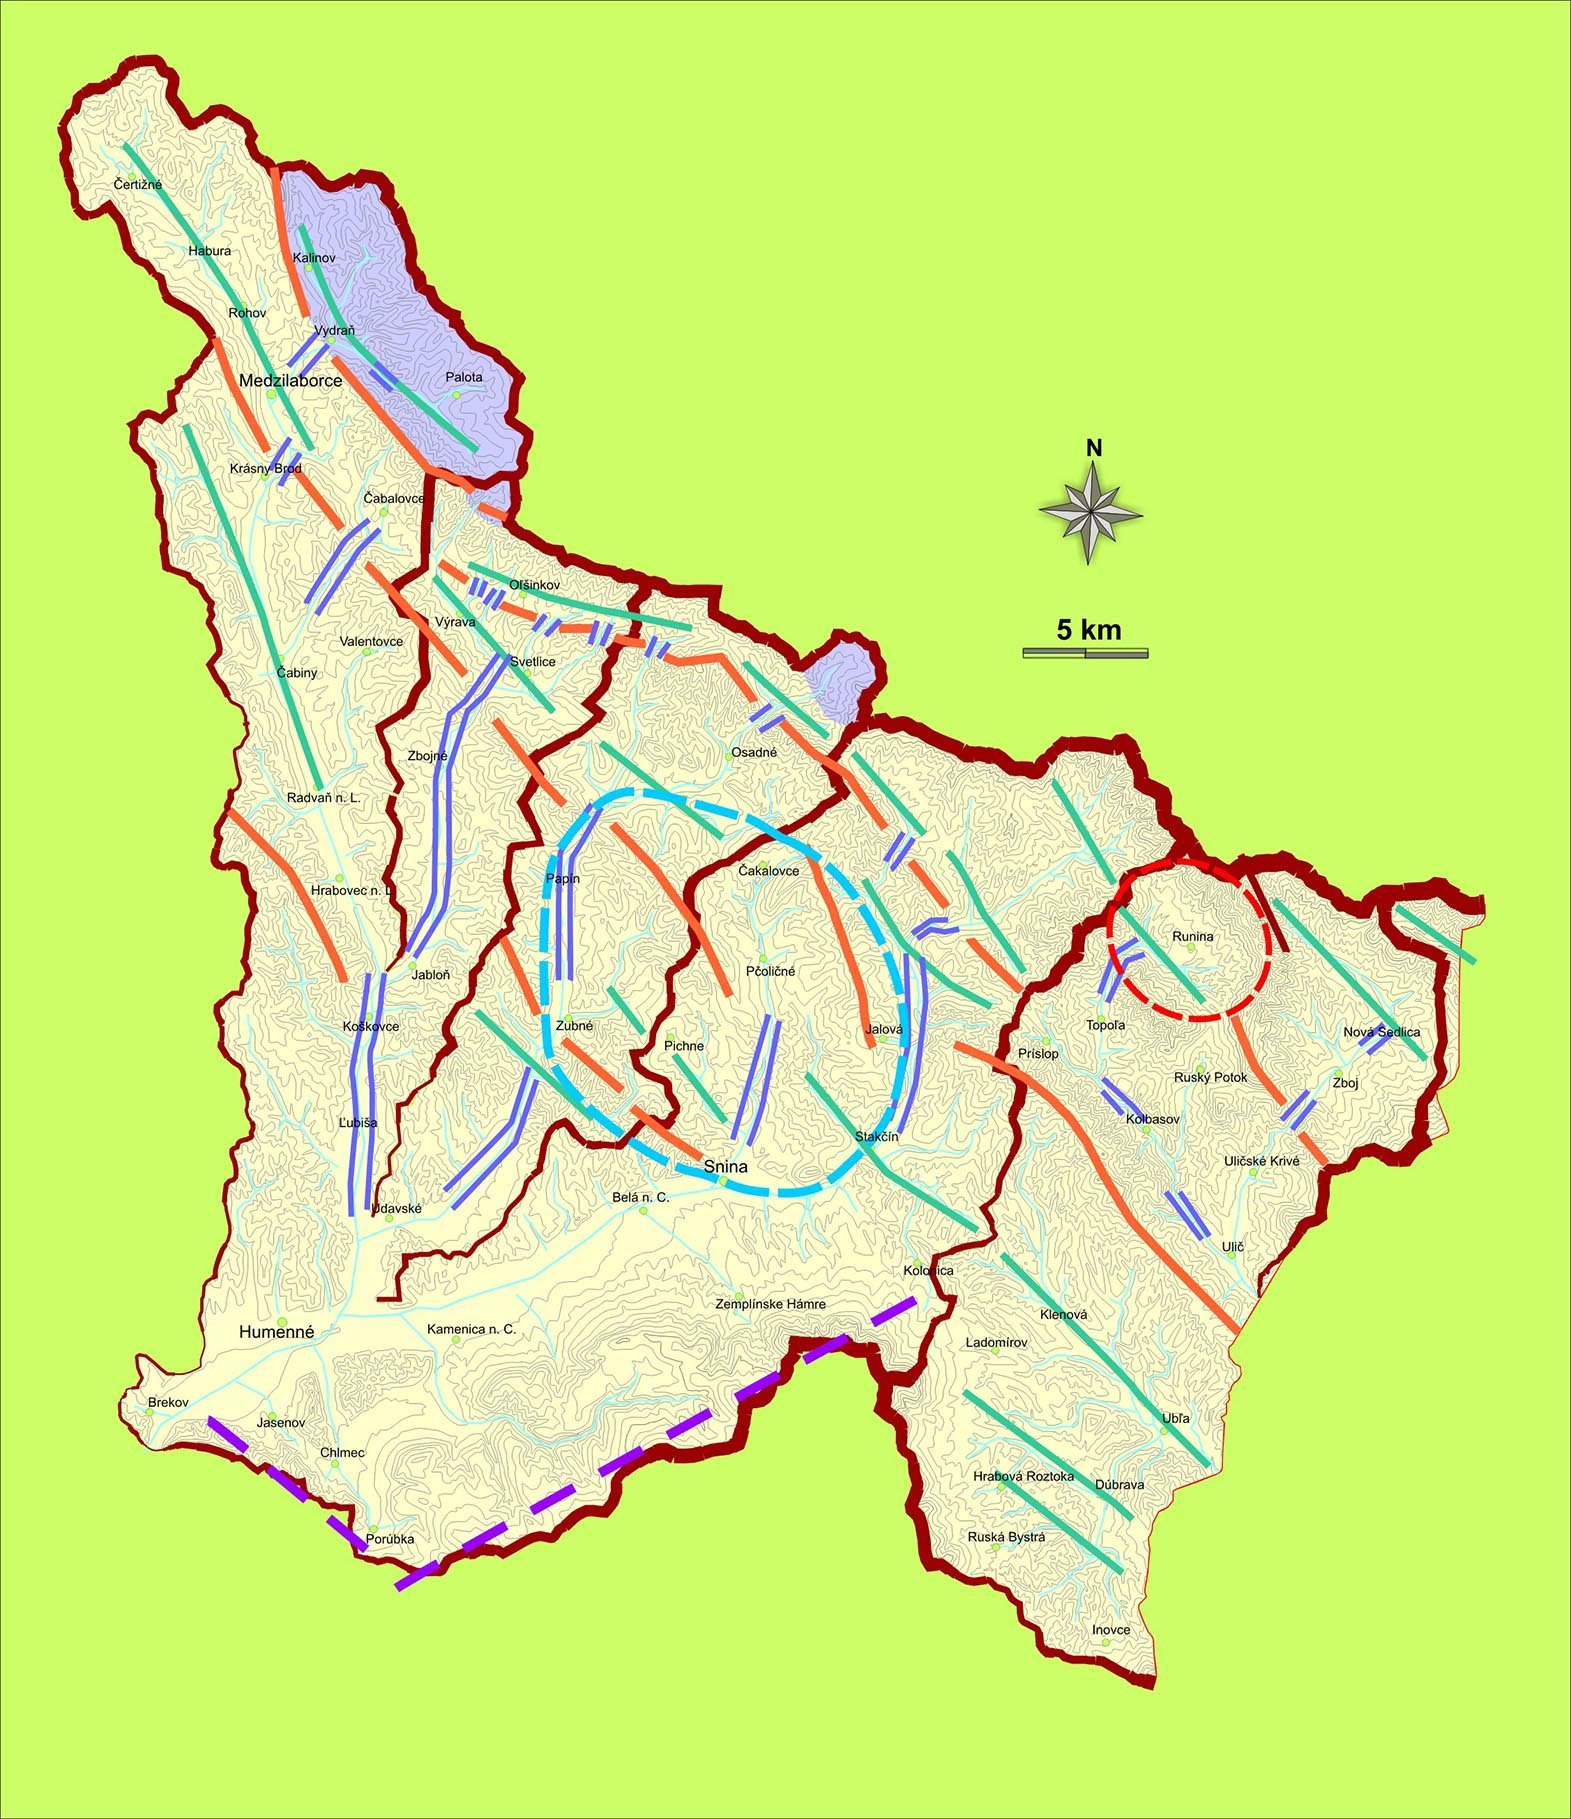 Čertižné
Habura
Kalinov
Rohov
Vydraň
Medzilaborce
Palota
N
Krásny Brod
Čabalovce
Oľšinkov
Výrava
5 km
Valentovce
Svetlice
Čabiny
Zbojné
Osadné
Radvaň n. L.
Čakalovce
Papín
Hrabovec n. L
Runina
Pčoličné
Jabloň
Topoľa
Koškovce
Zubné
Jalová
Nová Sedlica
Pichne
Príslop
Ruský Potok
Zboj
Ľubiša
Kolbasov
Stakčín
Snina
Uličské Krivé
Belá n. C.
Udavské
Ulič
Kolonica
Zemplínske Hámre
Klenová
Humenné
Kamenica n. C.
Ladomírov
Brekov
Jasenov
Ubľa
Chlmec
Hrabová Roztoka
Dúbrava
Porúbka
Ruská Bystrá
Inovce